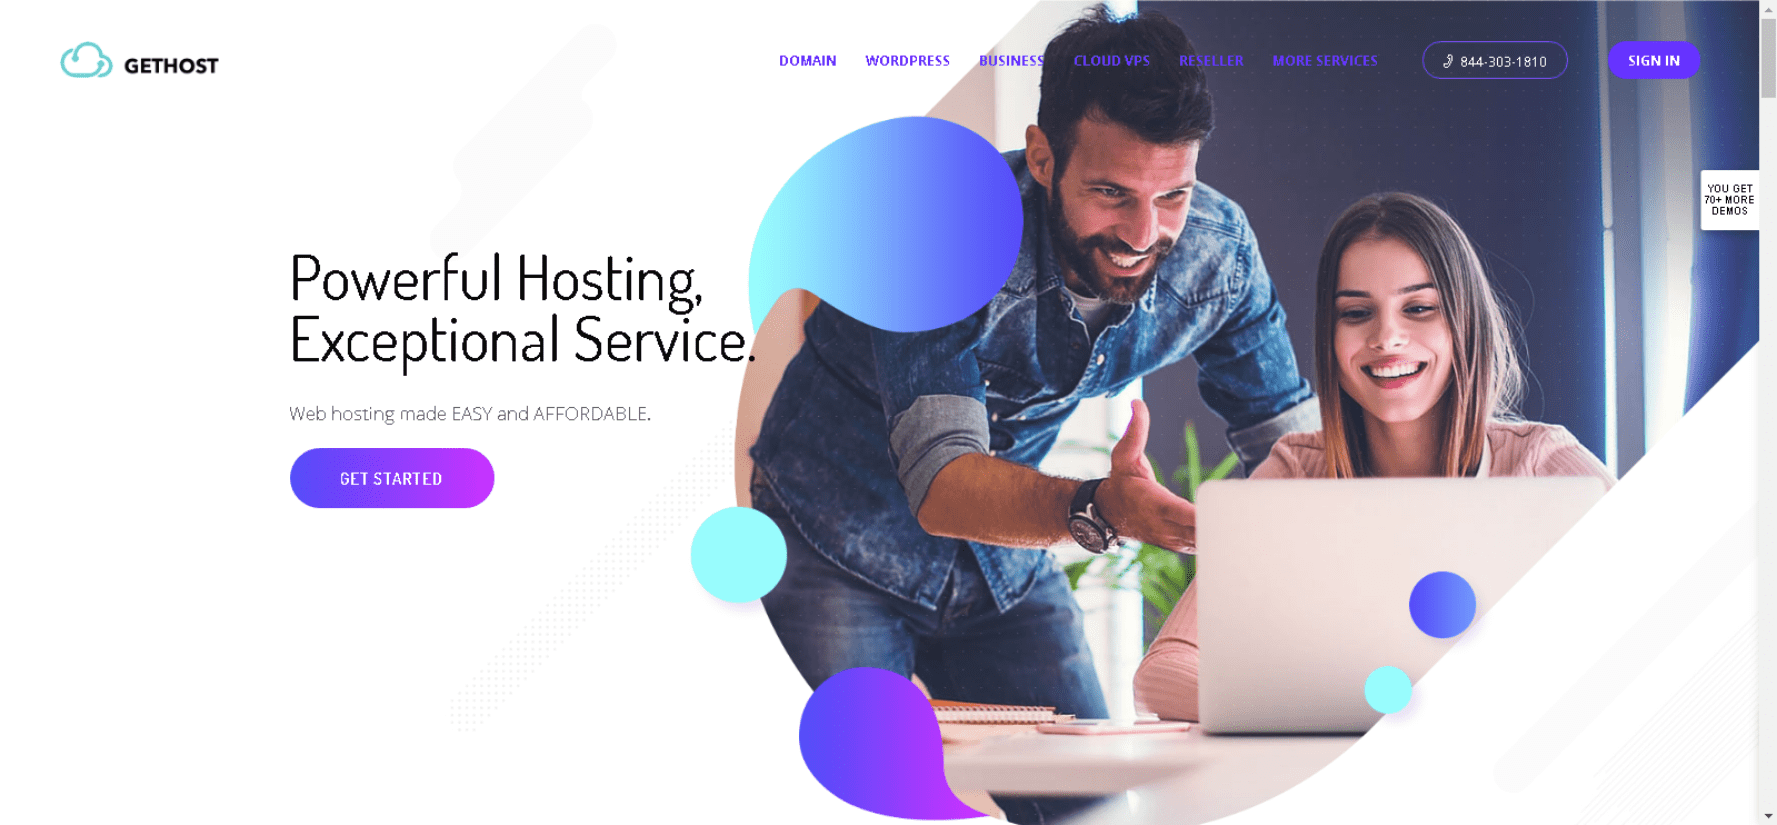 GETHOST
DOMAIN WORDPRESS BUSINESS CLOUD VPS RESELLER MORE SERVICES 844-303-1810 SIGN IN
YOU GET
70+ MORE
DEMOS
Powerful Hosting,
Exceptional Service.
Web hosting made EASY and AFFORDABLE.
GET STARTED